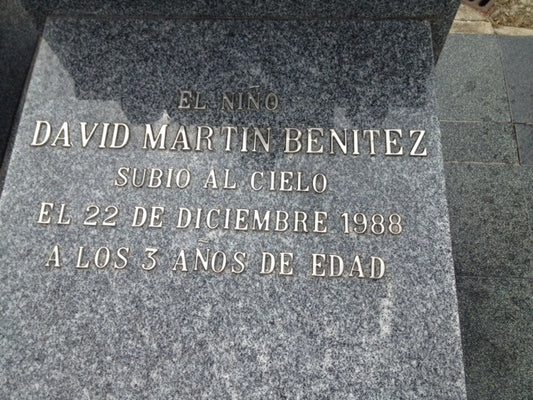 EL NIÑO
DAVID MARTIN BENITEZ
SUBIO AL CIELO
EL 22 DE DICIEMBRE 1988
A LOS 3 AÑOS DE EDAD